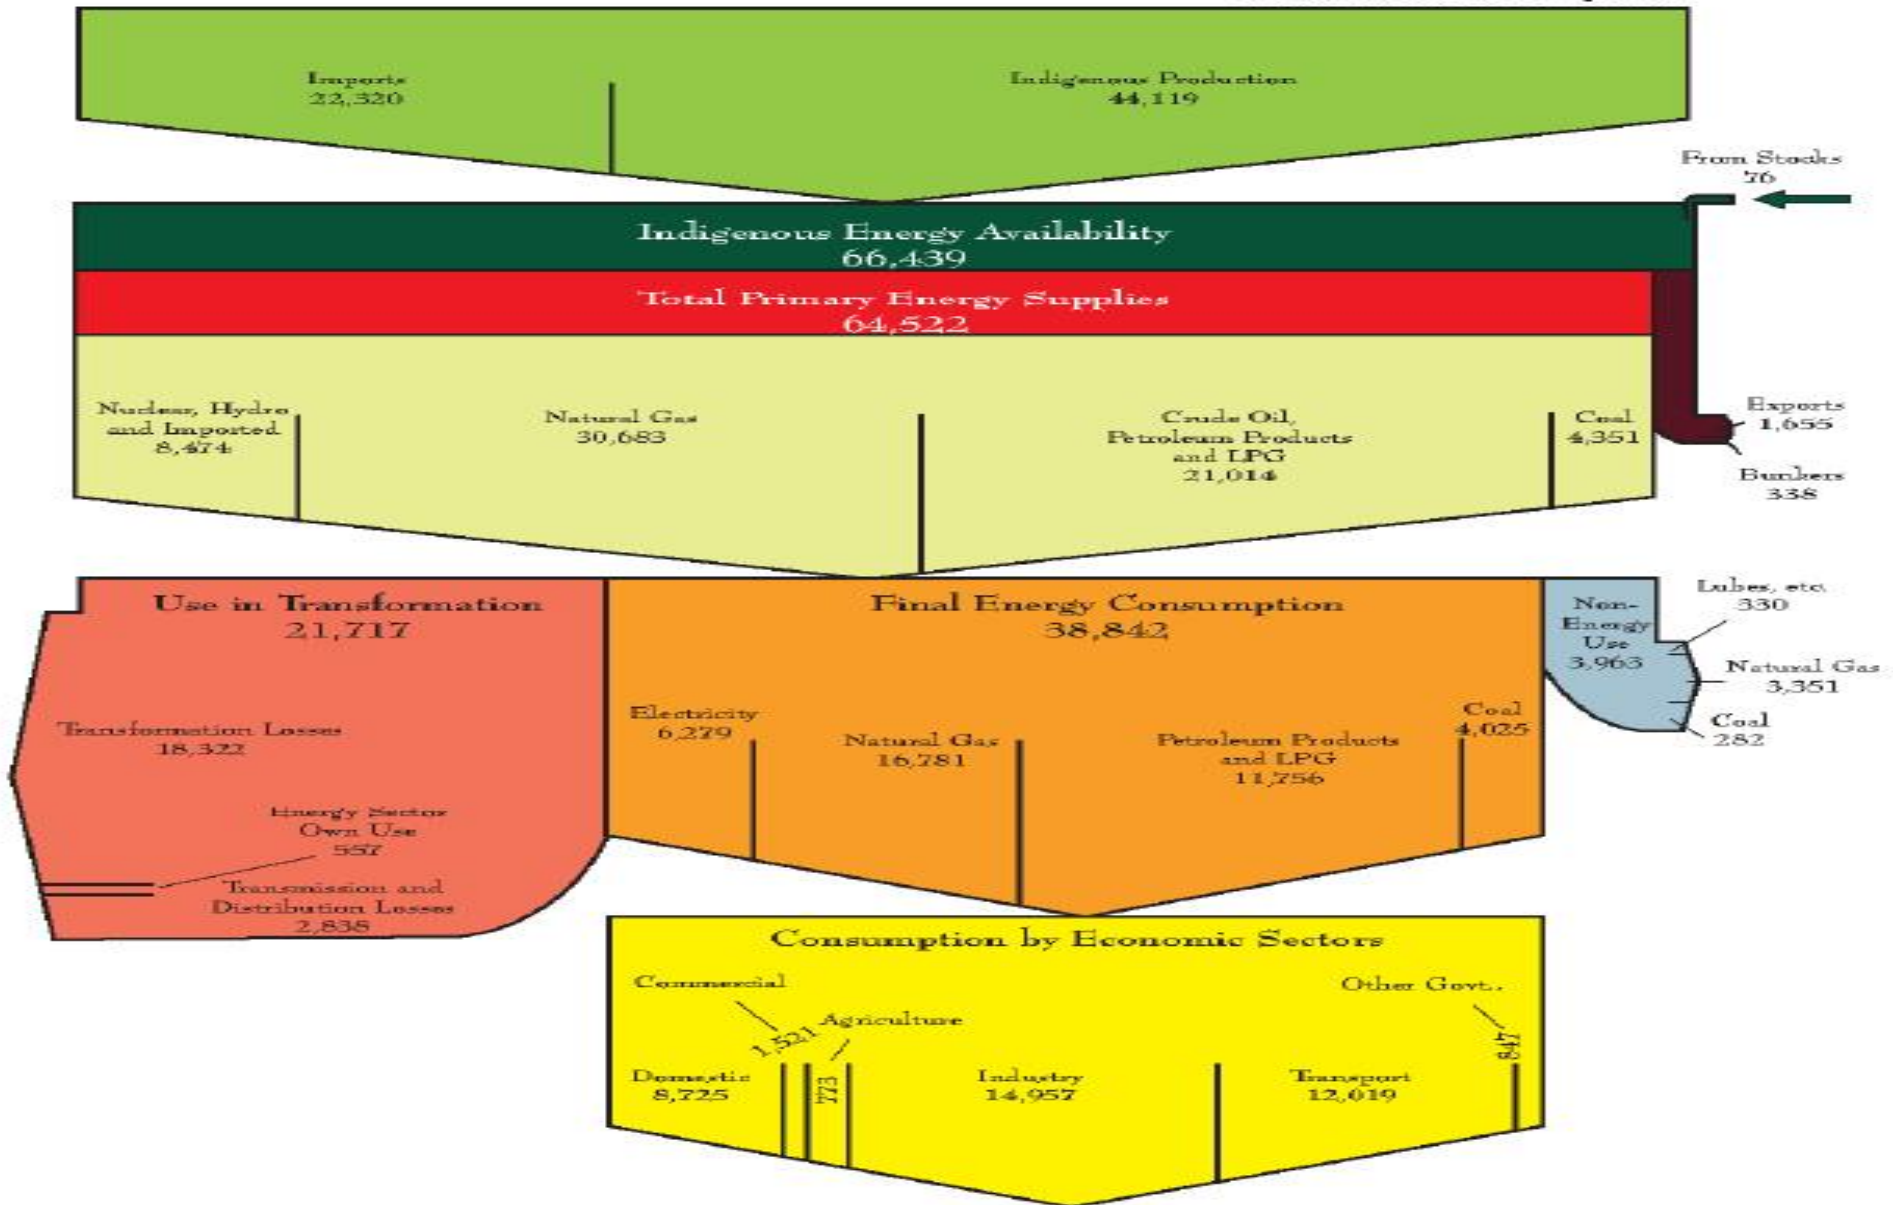 Imports
22,320
Indigenous Production
44,119
From Stocks
76
Indigenous Energy Availability
66,439
Total Primary Energy Supplies
64,522
Nuclear, Hydro
and Imported
8,474
Natural Gas
30,683
Crude Oil,
Petroleum Products
and LPG
21,014
Coal
4,351
Exports
1,655
Bunkers
338
Use in Transformation
21,717
Transformation Losses
18,322
Energy Sector
Own Use
557
Transmission and
Distribution Losses
2,838
Final Energy Consumption
38,842
Electricity
6,279
Natural Gas
16,781
Petroleum Products
and LPG
11,756
Coal
4,025
Non-
Energy
Use
3,963
Lubes, etc.
330
Natural Gas
3,351
Coal
282
Consumption by Economic Sectors
Commercial
1,521
Agriculture
773
Other Govt.
847
Domestic
8,725
Industry
14,957
Transport
12,019